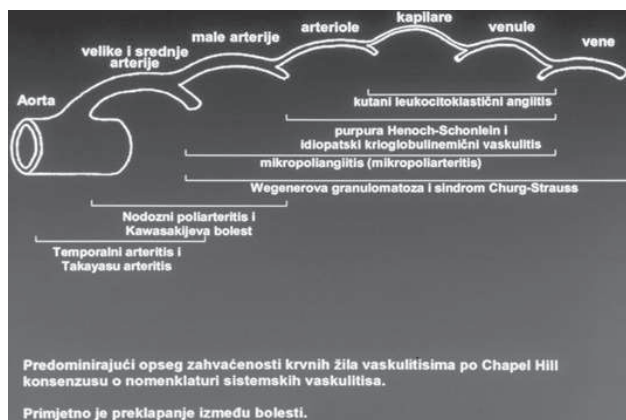 kapilare
arteriole
venule
male arterije
vene
velike i srednje
arterije
Aorta
kutani leukocitoklastični angiitis
purpura Henoch-Schonlein i
idiopatski krioglobulinemični vaskulitis
mikropoliangiitis (mikropoliarteritis)
Wegenerova granulomatoza i sindrom Churg-Strauss
Nodozni poliarteritis i
Kawasakijeva bolest
Temporalni arteritis i
Takayasu arteritis
Predominirajući opseg zahvaćenosti krvnih žila vaskulitisima po Chapel Hill
konsenzusu o nomenklaturi sistemskih vaskulitisa.
Primjetno je preklapanje između bolesti.